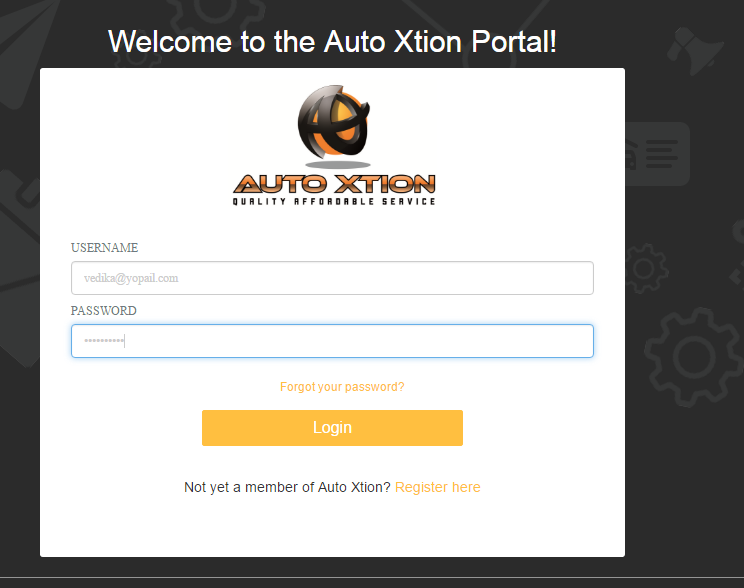 Welcome to the Auto Xtion Portal!
AUTO XTION
QUALITY AFFORDABLE SERVICE
USERNAME
vedika@yopail.com
PASSWORD
••••••••••
Forgot your password?
Login
Not yet a member of Auto Xtion? Register here